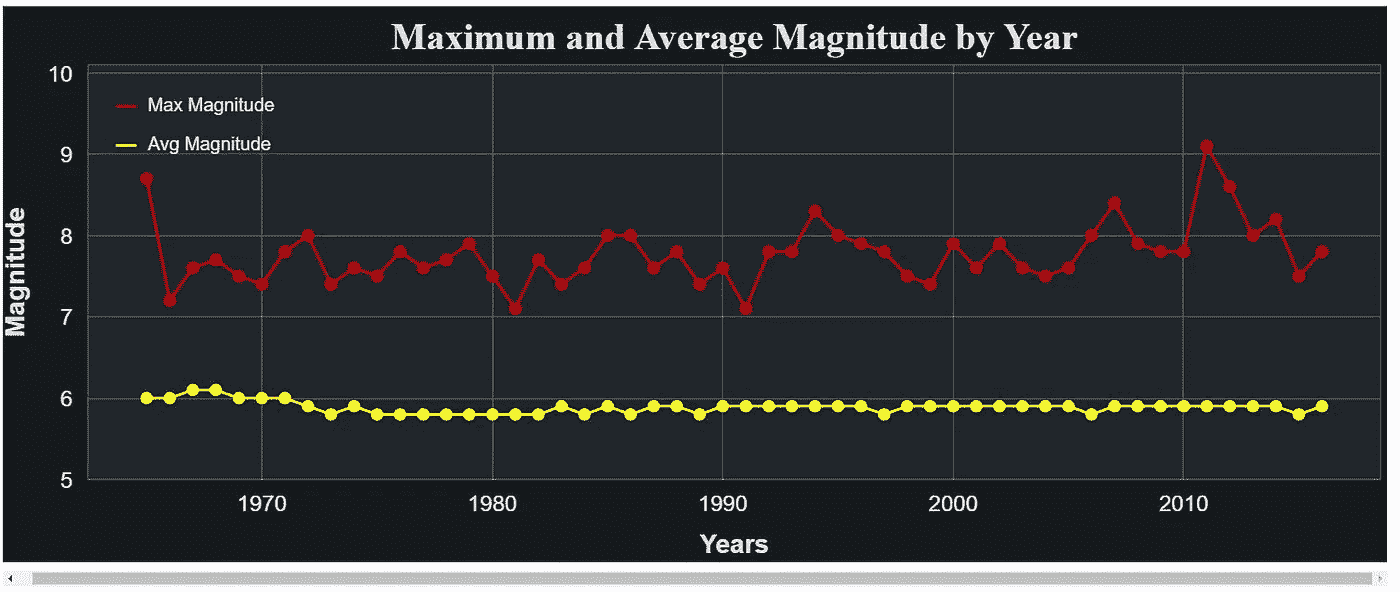 Maximum and Average Magnitude by Year
10
Max Magnitude
Avg Magnitude
9
8
Magnitude
7
6
5
1970 1980 1990 2000 2010
Years